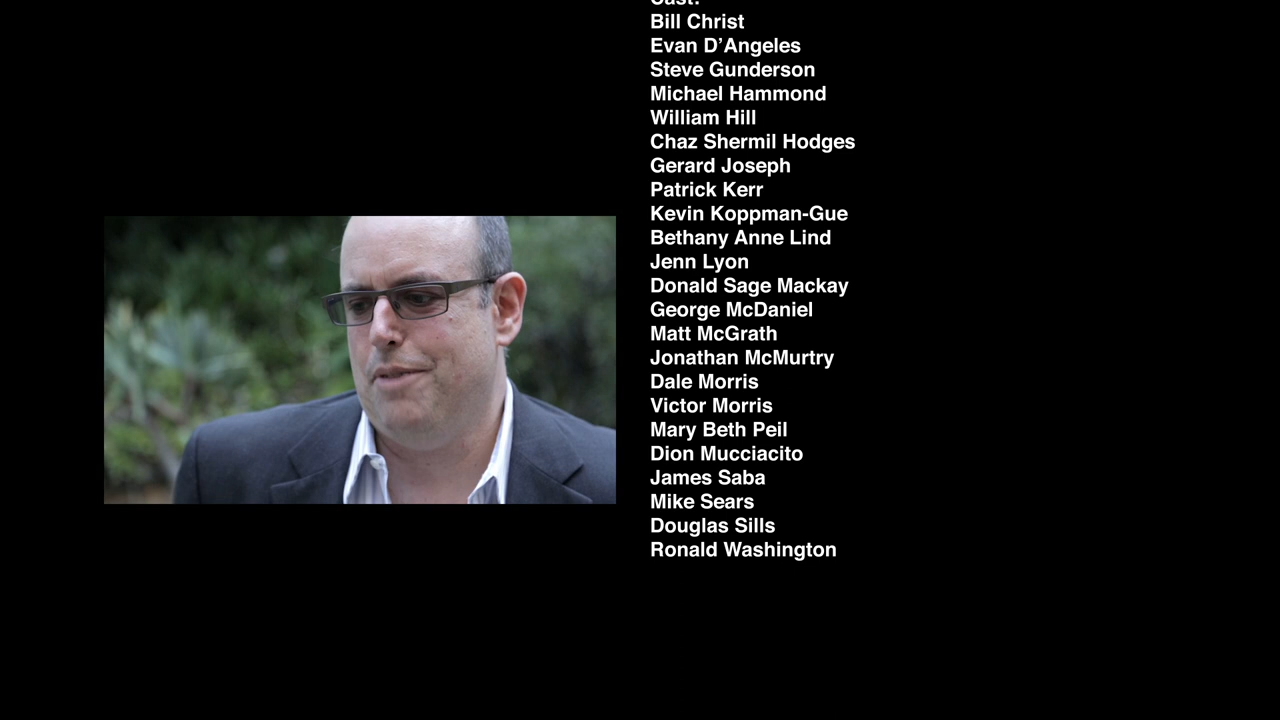 Cast:
Bill Christ
Evan D’Angeles
Steve Gunderson
Michael Hammond
William Hill
Chaz Shermil Hodges
Gerard Joseph
Patrick Kerr
Kevin Koppman-Gue
Bethany Anne Lind
Jenn Lyon
Donald Sage Mackay
George McDaniel
Matt McGrath
Jonathan McMurtry
Dale Morris
Victor Morris
Mary Beth Peil
Dion Mucciacito
James Saba
Mike Sears
Douglas Sills
Ronald Washington